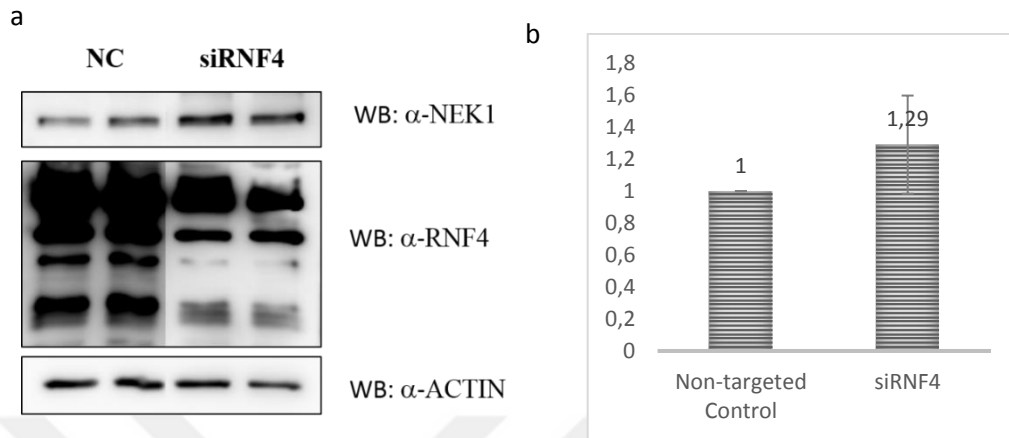 a
NC siRNF4
WB: α-NEK1
WB: α-RNF4
WB: α-ACTIN
b
1,8
1,6
1,4
1,2
1
0,8
0,6
0,4
0,2
0
1
1,29
Non-targeted
Control
siRNF4